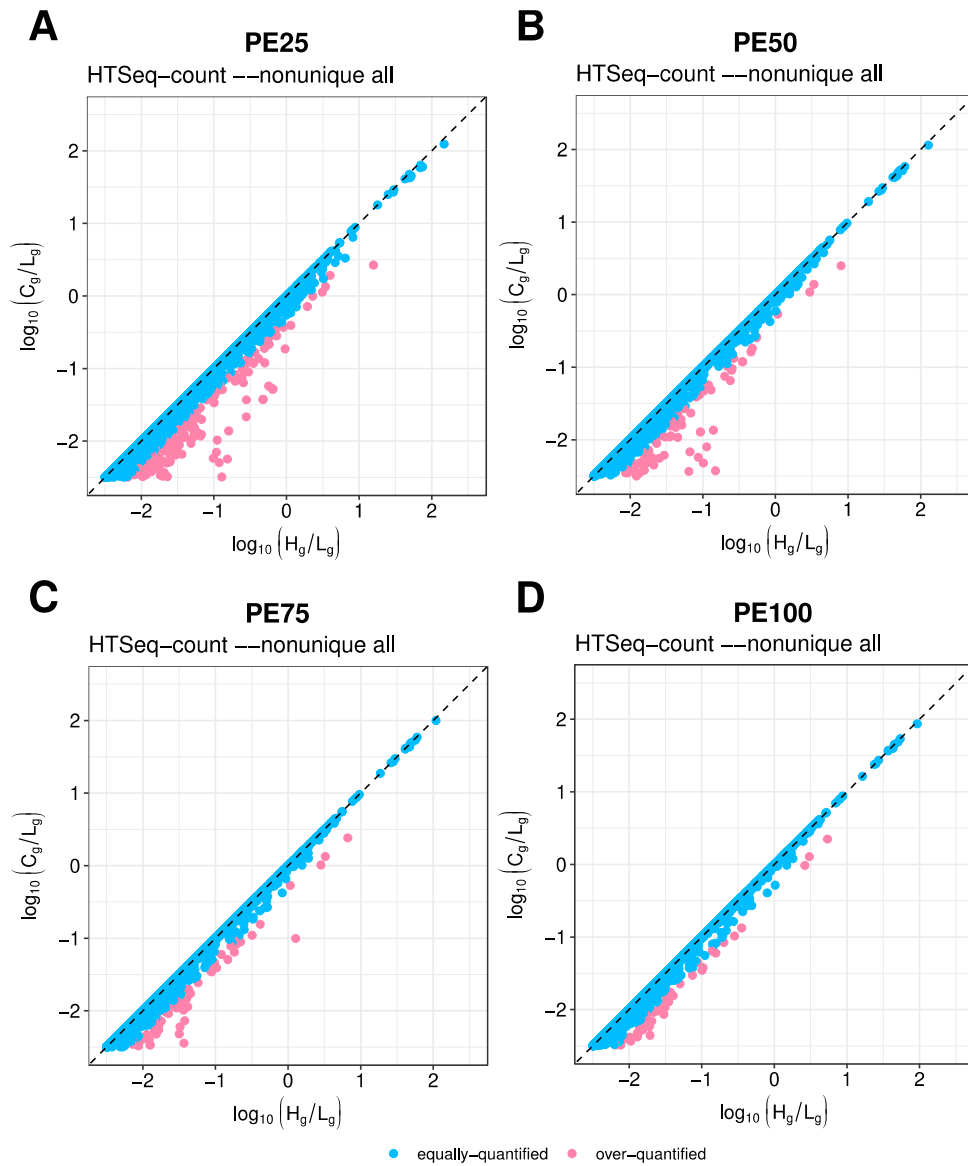 A
PE25
HTSeq−count −−nonunique all
log10 (Cg/Lg)
2
1
0
−1
−2
−2 −1 0 1 2
log10 (Hg/Lg)
B
PE50
HTSeq−count −−nonunique all
log10 (Cg/Lg)
2
1
0
−1
−2
−2 −1 0 1 2
log10 (Hg/Lg)
C
PE75
HTSeq−count −−nonunique all
log10 (Cg/Lg)
2
1
0
−1
−2
−2 −1 0 1 2
log10 (Hg/Lg)
D
PE100
HTSeq−count −−nonunique all
log10 (Cg/Lg)
2
1
0
−1
−2
−2 −1 0 1 2
log10 (Hg/Lg)
equally−quantified over−quantified